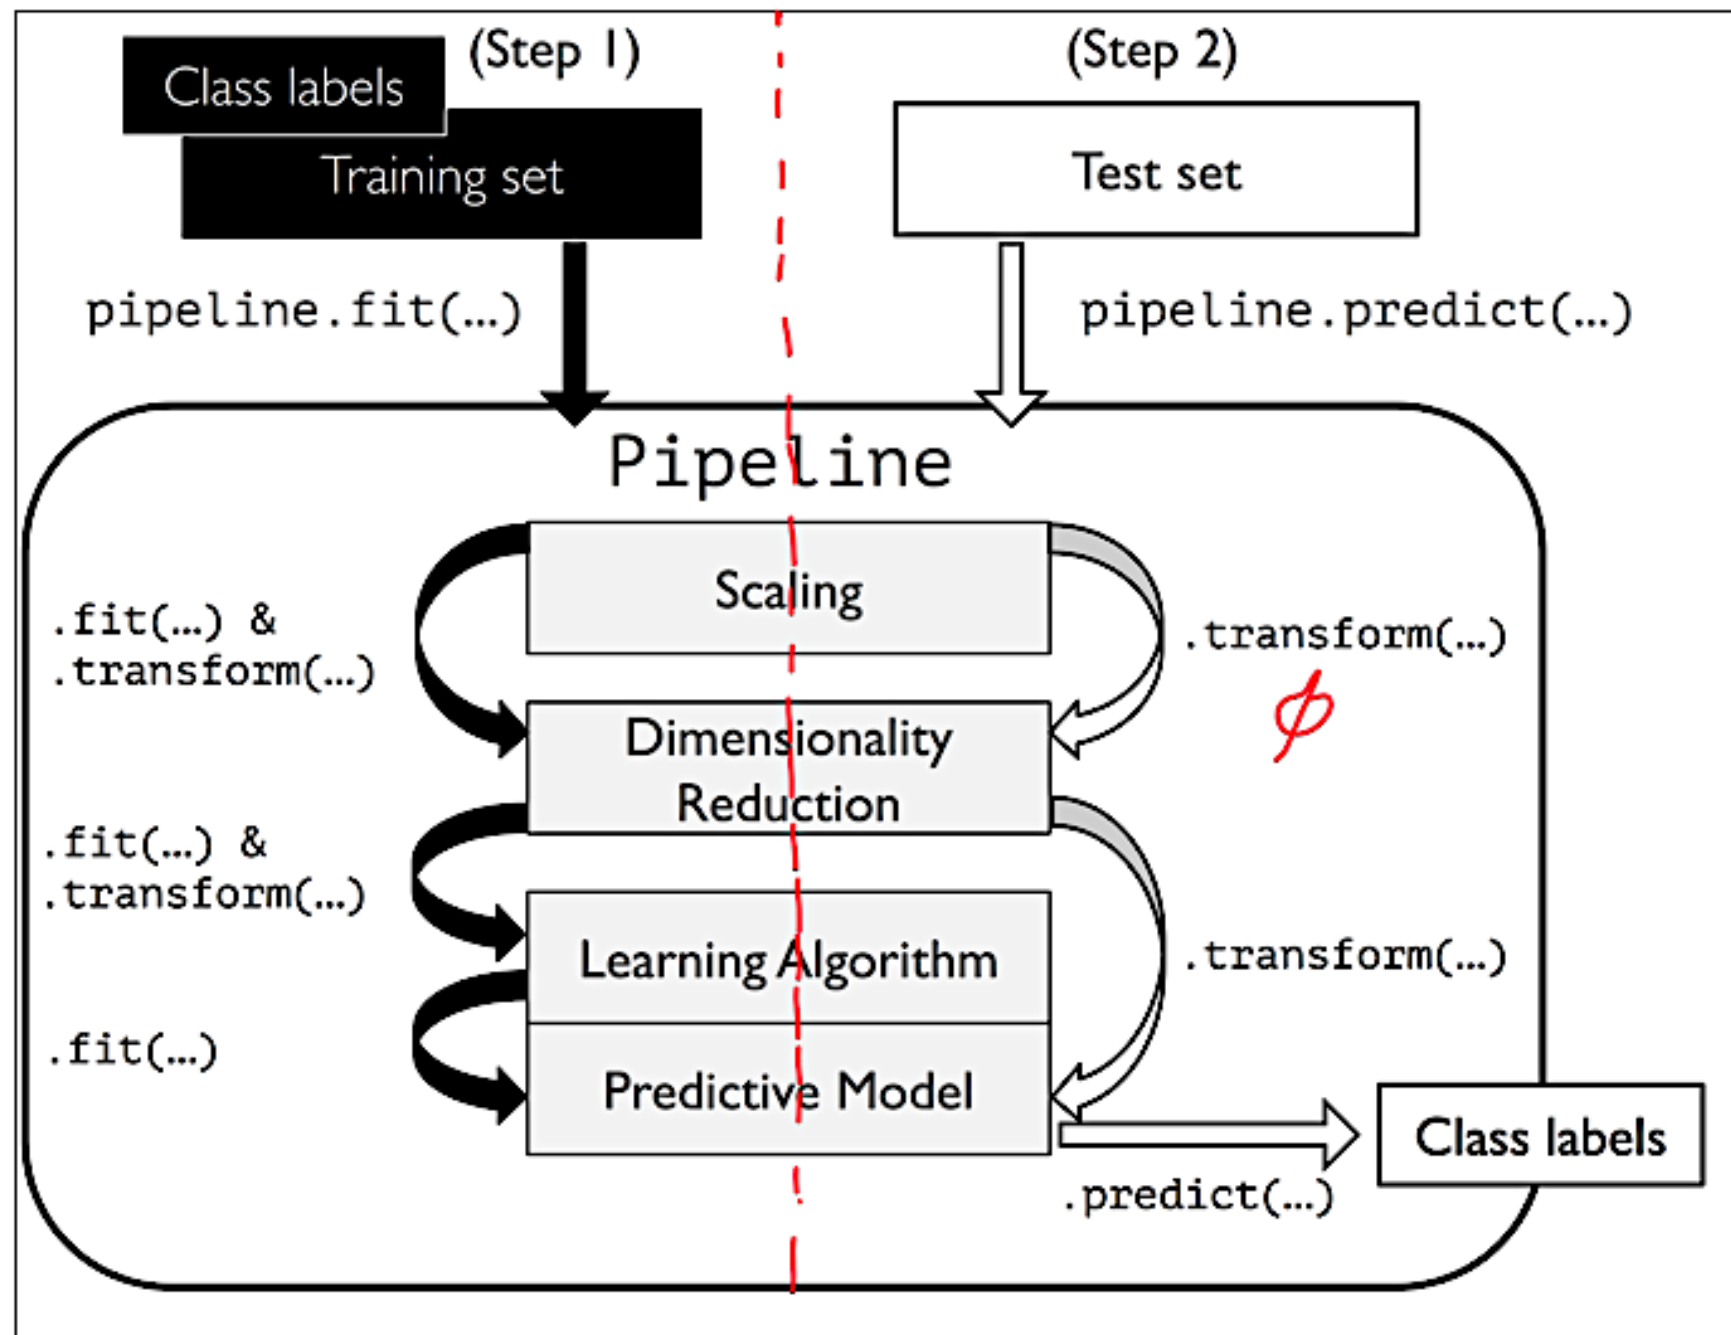 (Step 1)
(Step 2)
Class labels
Training set
Test set
pipeline.fit(…)
pipeline.predict(…)
Pipeline
Scaling
.fit(…) &
.transform(…)
.transform(…)
ϕ
Dimensionality
Reduction
.fit(…) &
.transform(…)
Learning Algorithm
.transform(…)
.fit(…)
Predictive Model
Class labels
.predict(…)